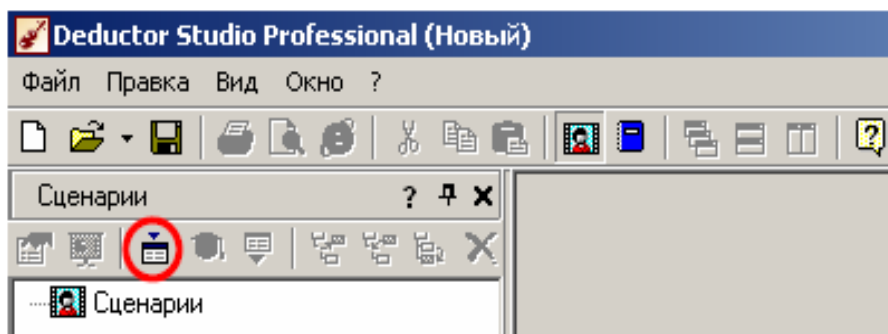 Deductor Studio Professional (Новый)
Файл Правка Вид Окно ?
Сценарии ?
Сценарии